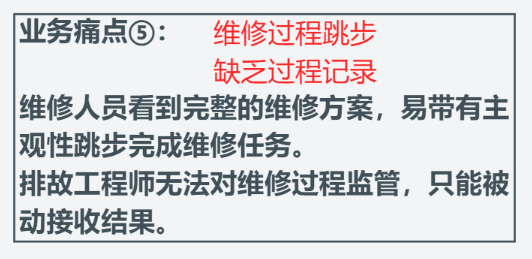 业务痛点⑤： 维修过程跳步
缺乏过程记录
维修人员看到完整的维修方案，易带有主
观性跳步完成维修任务。
排故工程师无法对维修过程监管，只能被
动接收结果。